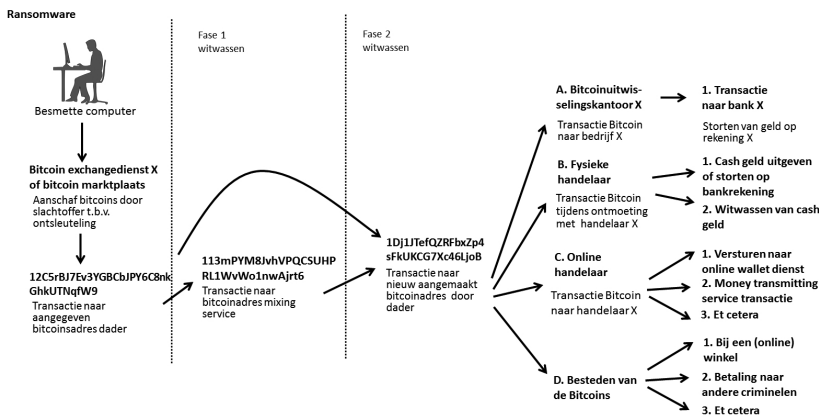 Ransomware
Besmette computer
Bitcoin exchangedienst X
of bitcoin marktplaats
Aanschaf bitcoins door
slachtoffer t.b.v.
ontsleuteling
12C5rBJ7Ev3YGBCbJPY6C8nk
GhkUTNqfW9
Transactie naar
aangegeven
bitcoinsadres dader
Fase 1
witwassen
113mPYM8JvhVPQCSUHP
RL1WvWo1nwAjrt6
Transactie naar
bitcoinadres mixing
service
Fase 2
witwassen
1Dj1JTefQZRFbxZp4
sFkUKCG7Xc46LjoB
Transactie naar
nieuw aangemaakt
bitcoinadres door
dader
A. Bitcoinuitwis-
selingskantoor X
Transactie Bitcoin
naar bedrijf X
1. Transactie
naar bank X
Storten van geld op
rekening X
B. Fysieke
handelaar
Transactie Bitcoin
tijdens ontmoeting
met handelaar X
1. Cash geld uitgeven
of storten op
bankrekening
2. Witwassen van cash
geld
C. Online
handelaar
Transactie Bitcoin
naar handelaar X
1. Versturen naar
online wallet dienst
2. Money transmitting
service transactie
3. Et cetera
D. Besteden van
de Bitcoins
1. Bij een (online)
winkel
2. Betaling naar
andere criminelen
3. Et cetera